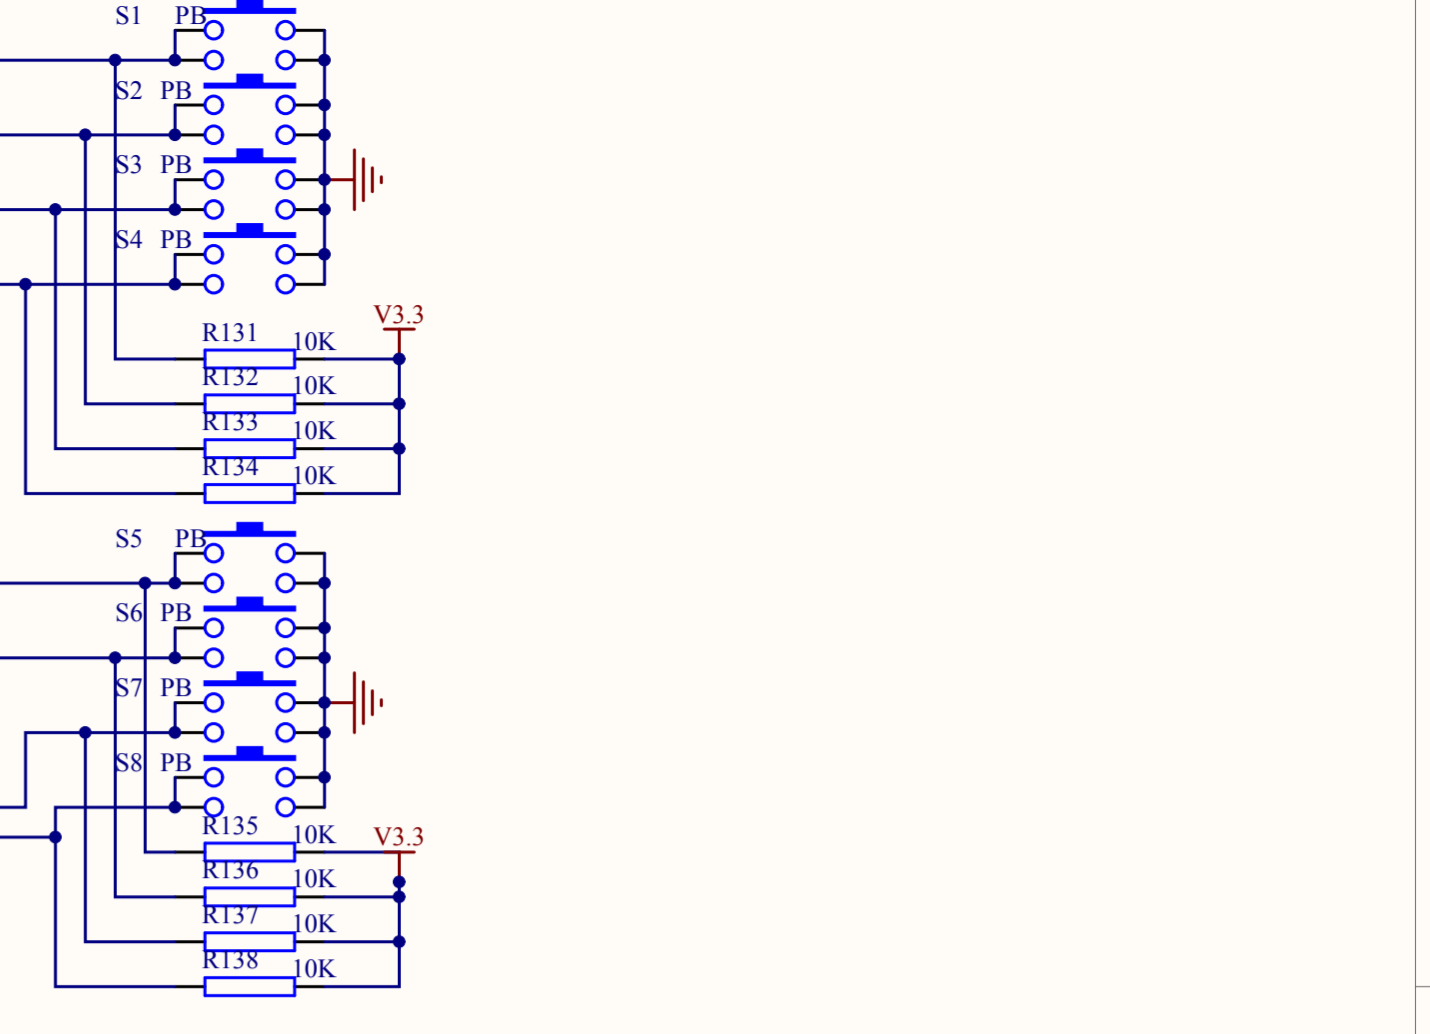 S1 PB
S2 PB
S3 PB
S4 PB
V3.3
R131 10K
R132 10K
R133 10K
R134 10K
S5 PB
S6 PB
S7 PB
S8 PB
R135 10K V3.3
R136 10K
R137 10K
R138 10K